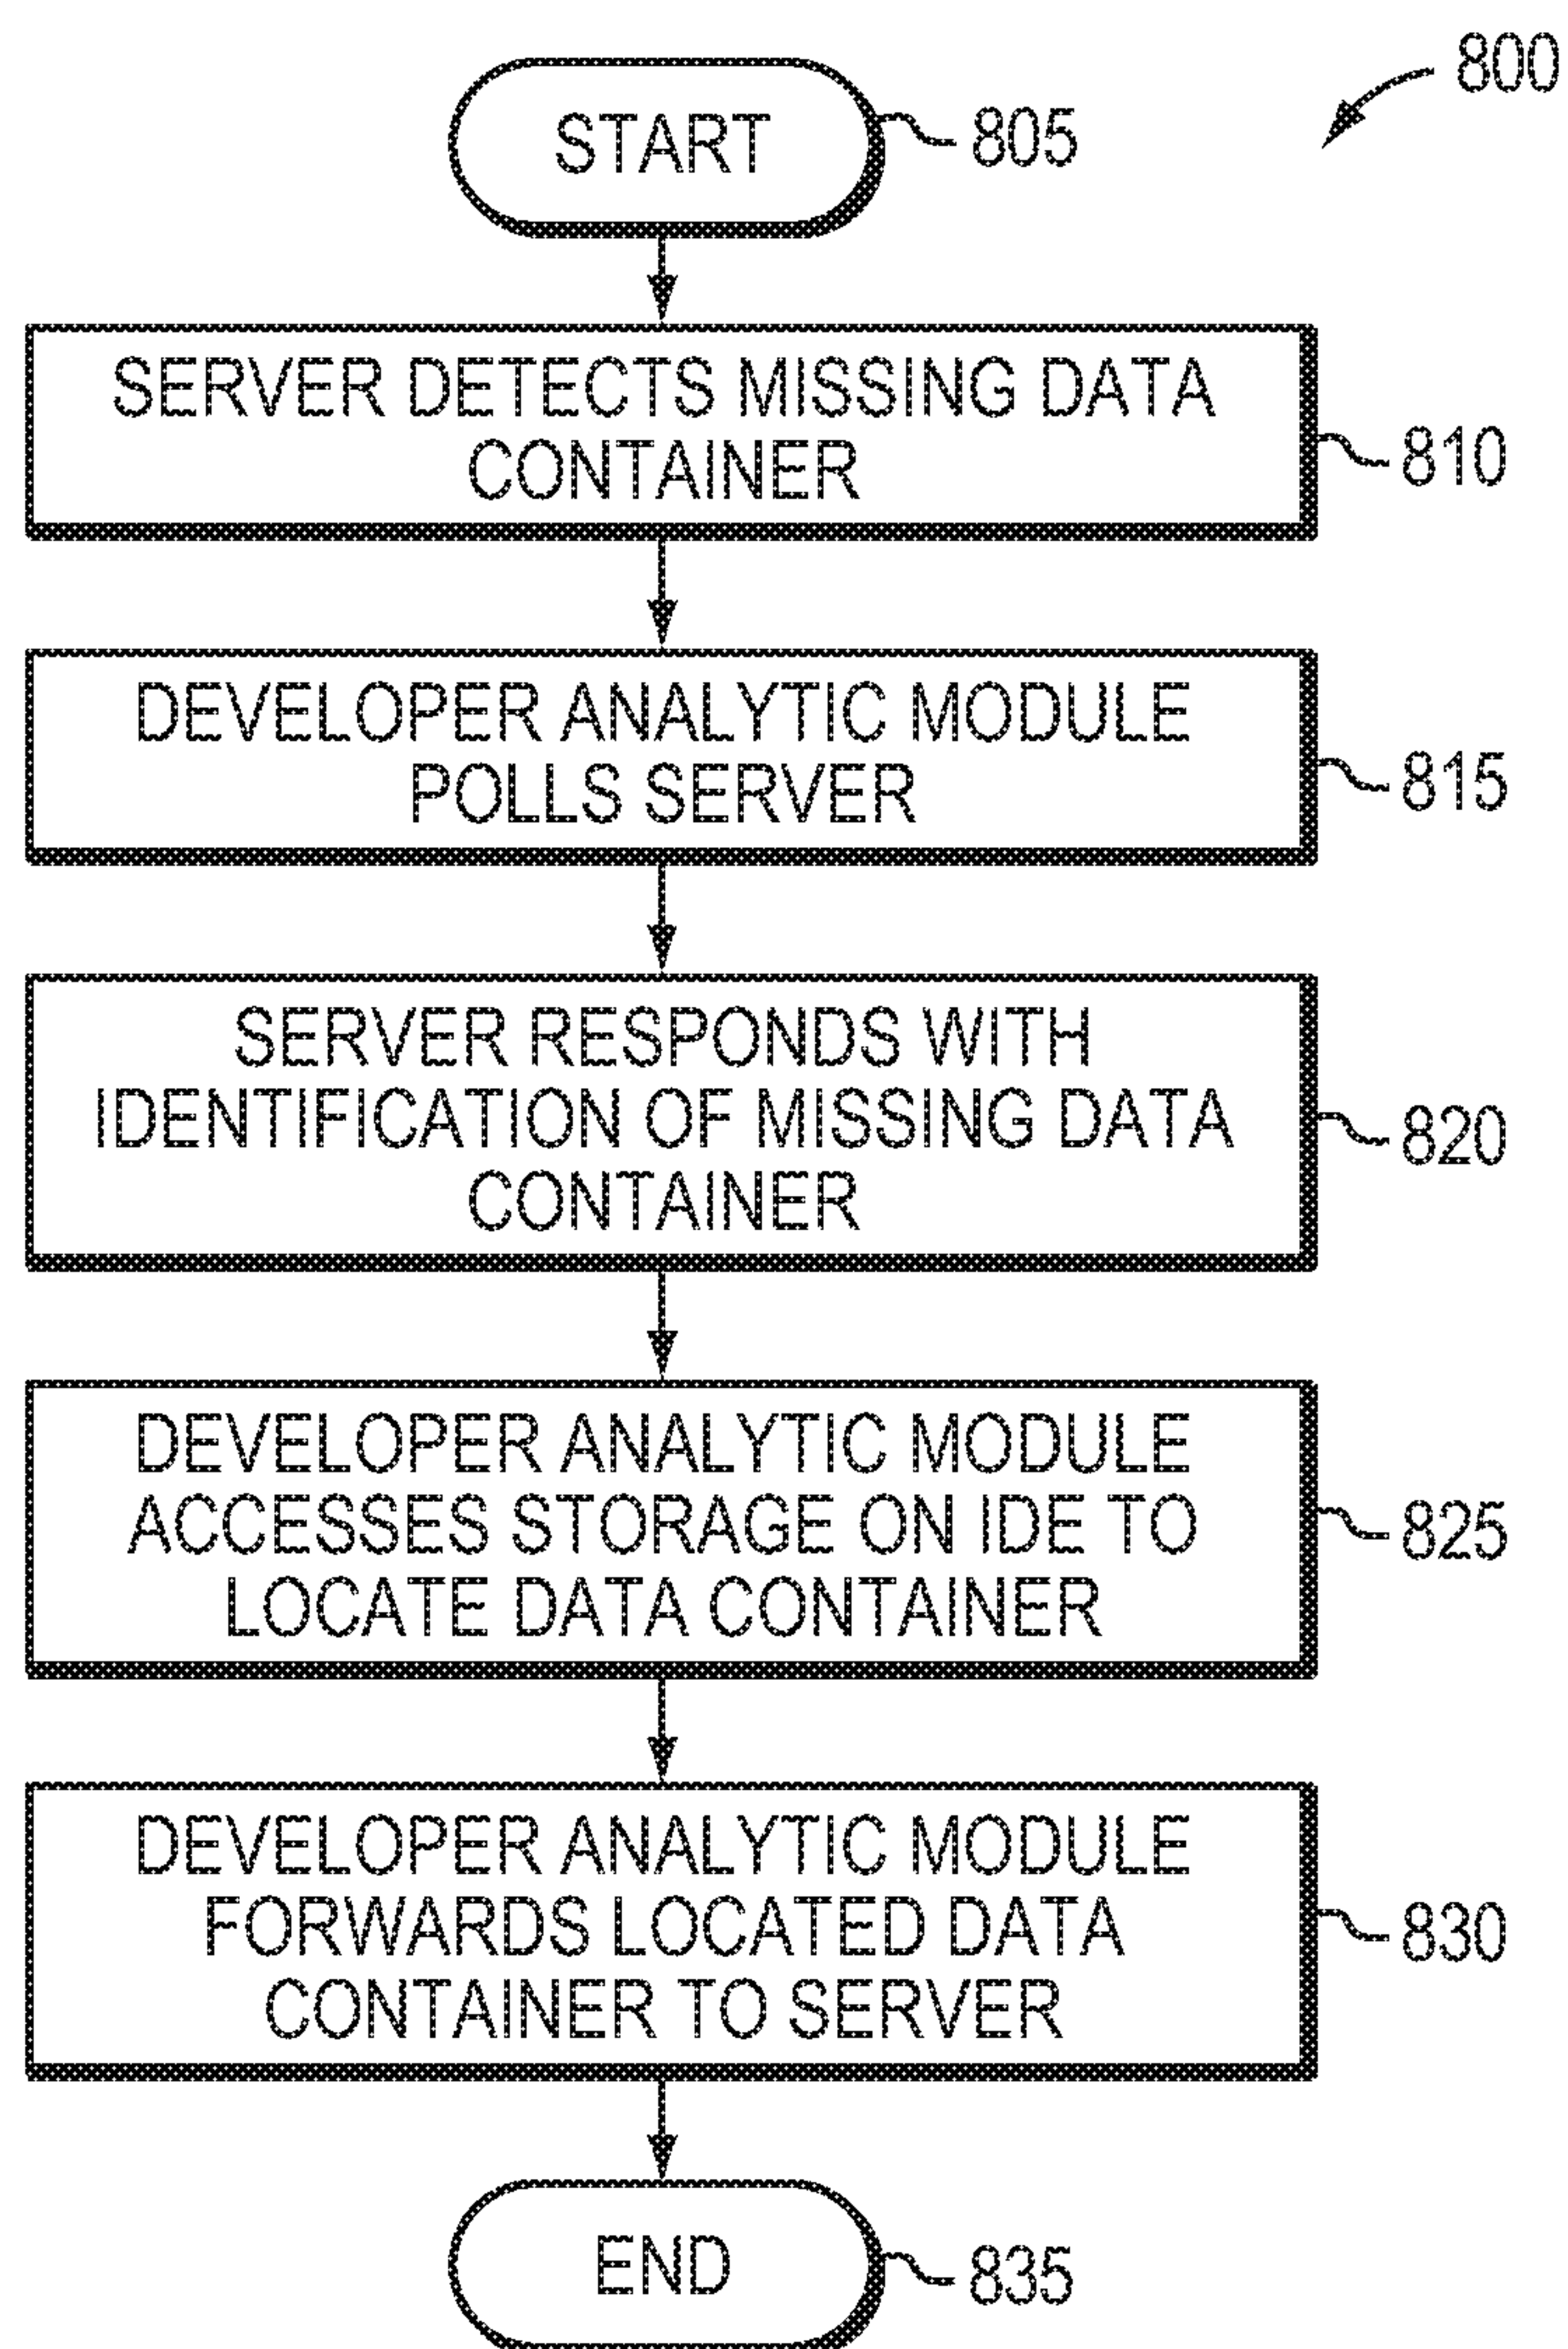 800
START
805
SERVER DETECTS MISSING DATA
CONTAINER
810
DEVELOPER ANALYTIC MODULE
POLLS SERVER
815
SERVER RESPONDS WITH
IDENTIFICATION OF MISSING DATA
CONTAINER
820
DEVELOPER ANALYTIC MODULE
ACCESSES STORAGE ON IDE TO
LOCATE DATA CONTAINER
825
DEVELOPER ANALYTIC MODULE
FORWARDS LOCATED DATA
CONTAINER TO SERVER
830
END
835